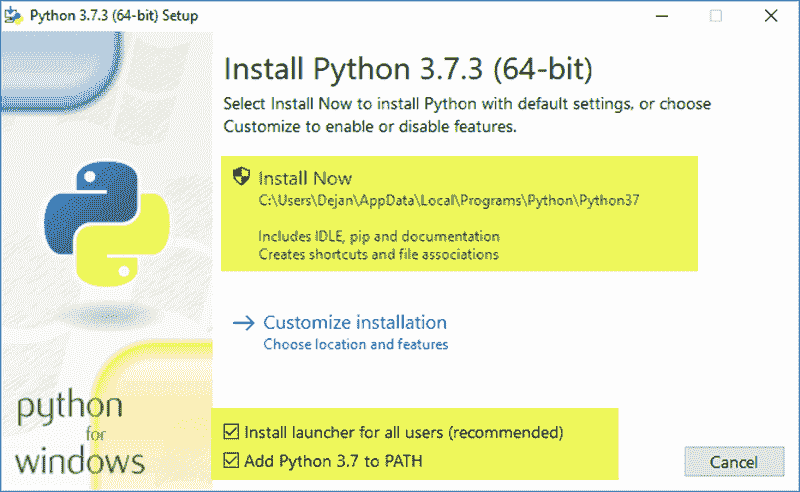 Python 3.7.3 (64-bit) Setup
Install Python 3.7.3 (64-bit)
Select Install Now to install Python with default settings, or choose
Customize to enable or disable features.
Install Now
C:\Users\Dejan\AppData\Local\Programs\Python\Python37
Includes IDLE, pip and documentation
Creates shortcuts and file associations
Customize installation
Choose location and features
python
for
windows
Install launcher for all users (recommended)
Add Python 3.7 to PATH
Cancel